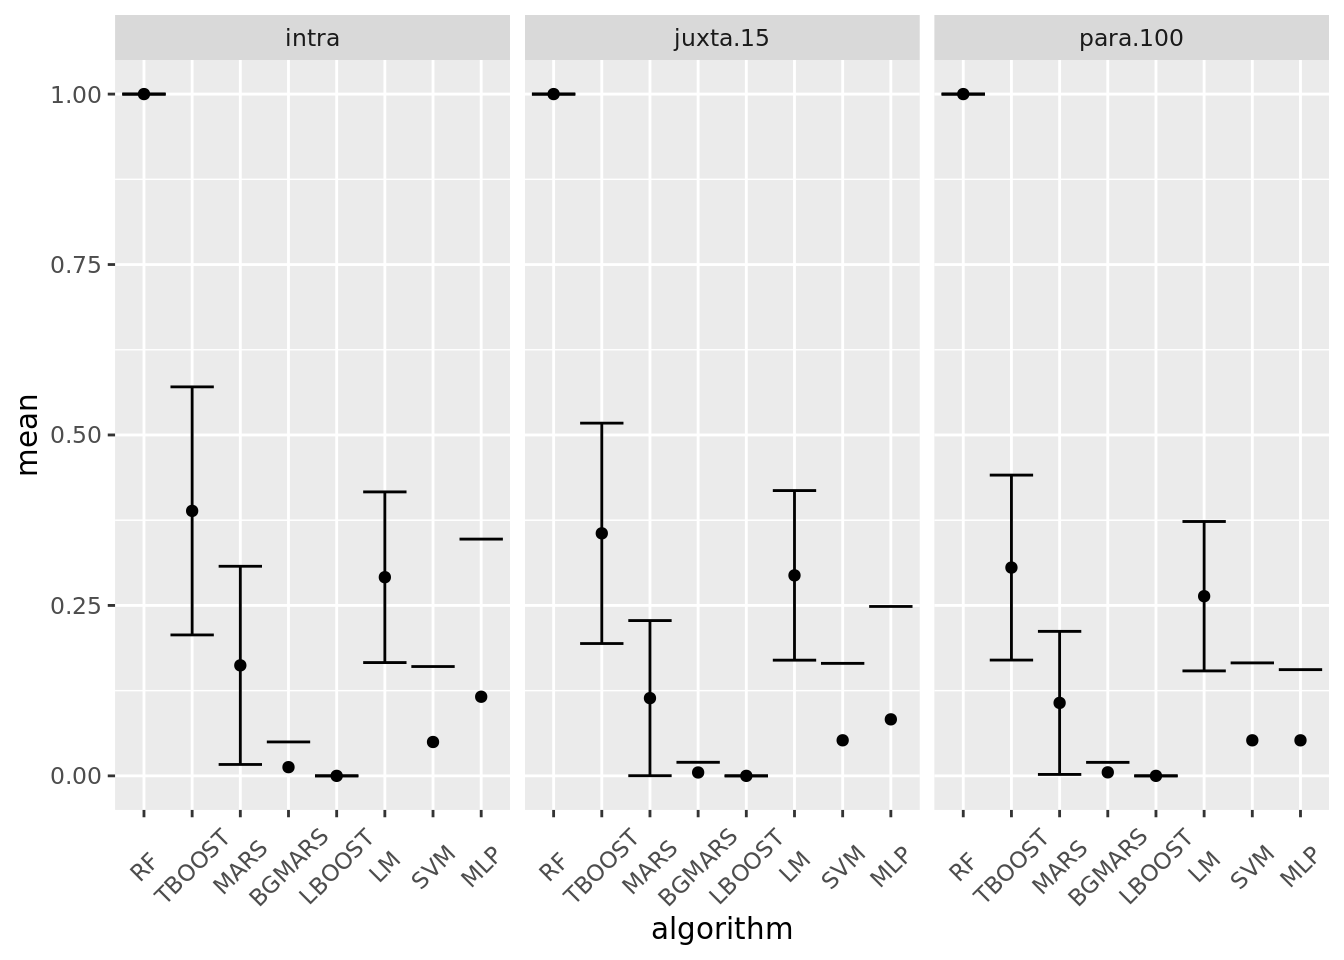 intra juxta.15 para.100
1.00
0.75
0.50
0.25
0.00
mean
RF TBOOST MARS BGMARS LBOOST LM SVM MLP RF TBOOST MARS BGMARS LBOOST LM SVM MLP RF TBOOST MARS BGMARS LBOOST LM SVM MLP
algorithm